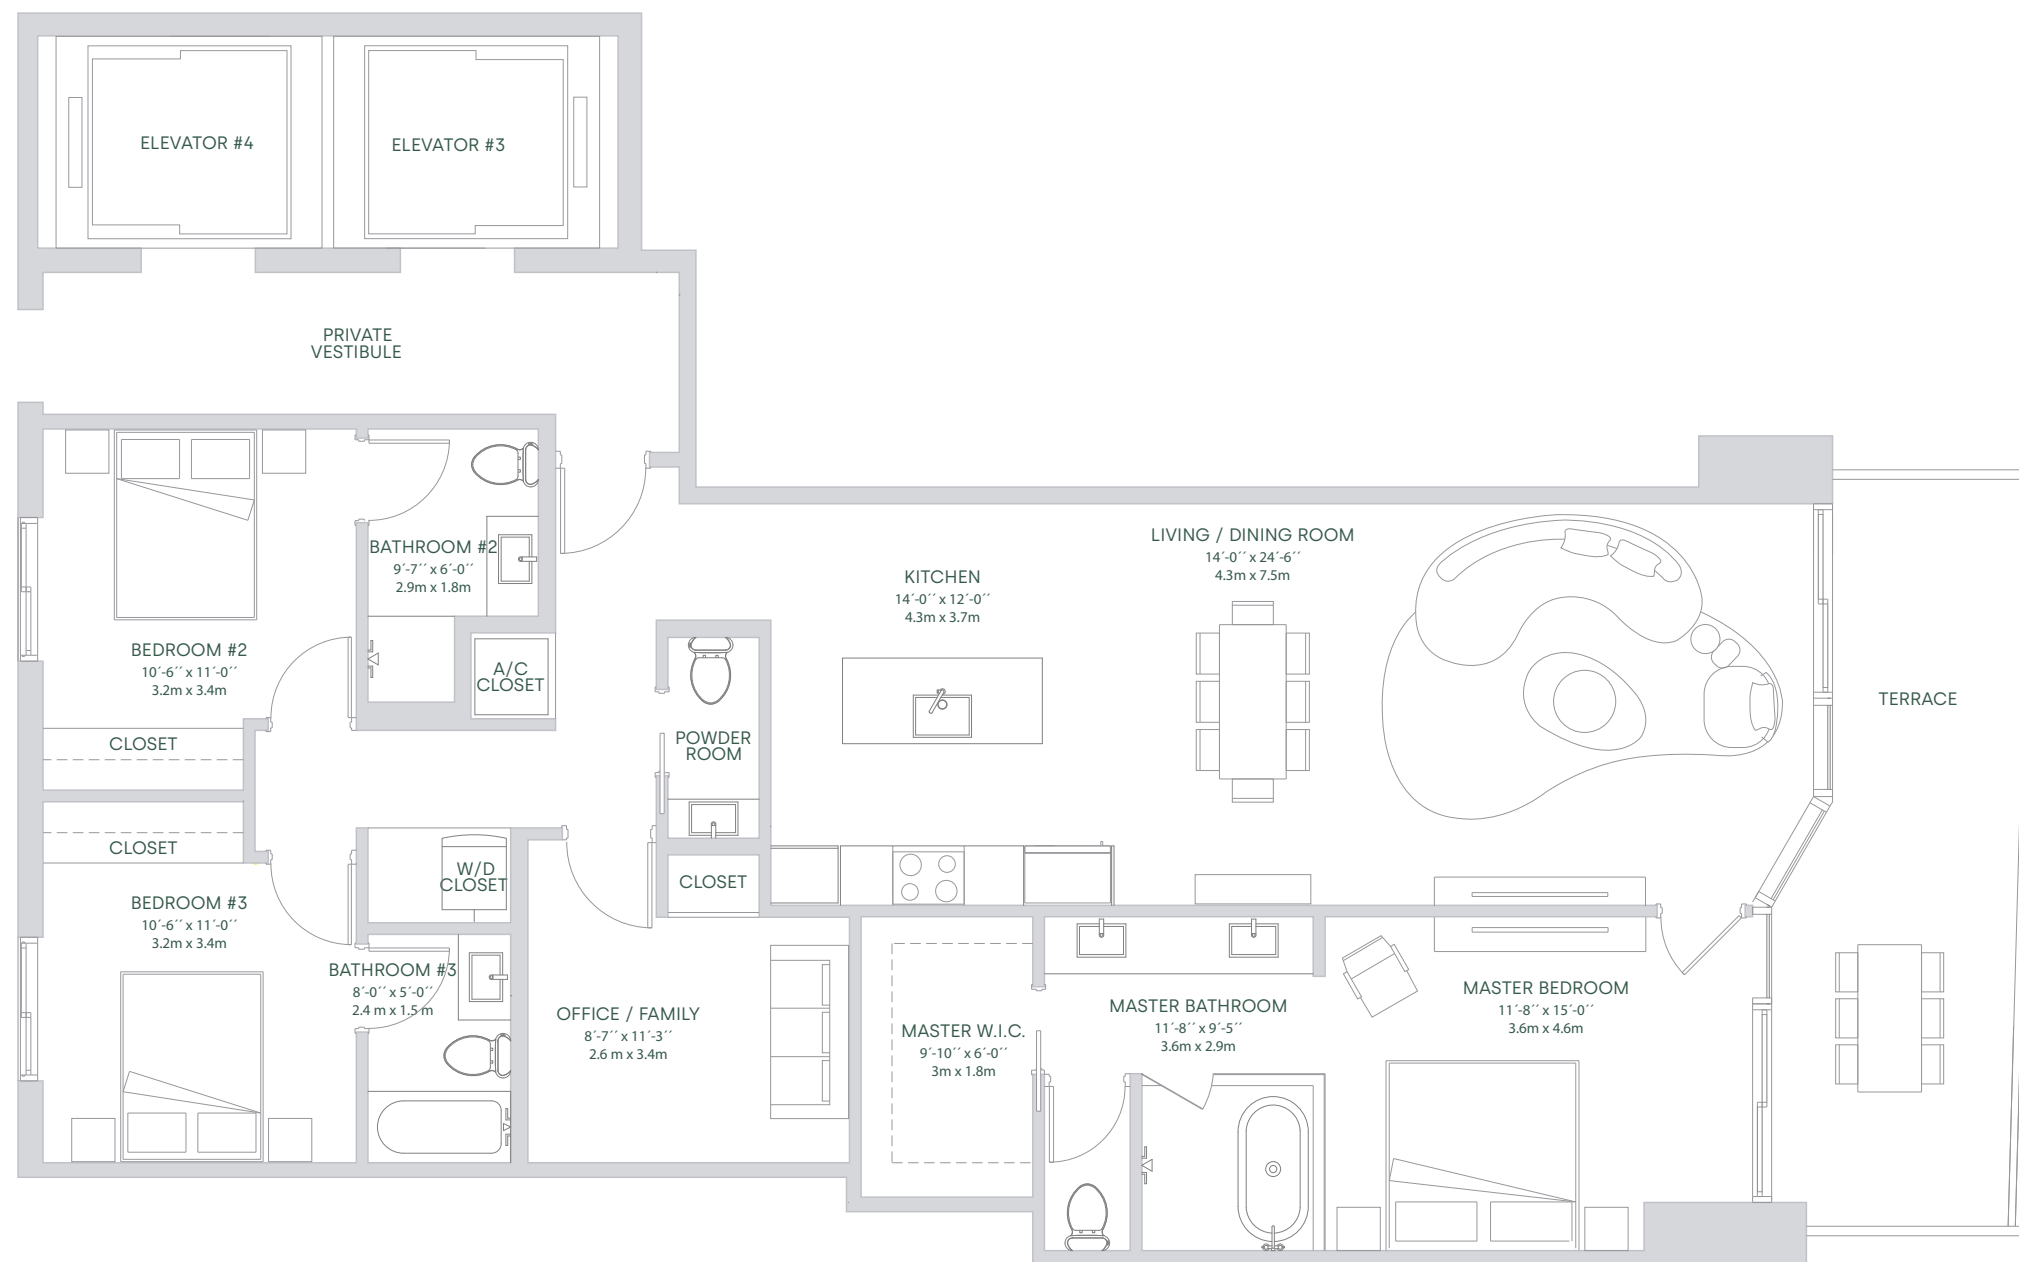 ELEVATOR #4
ELEVATOR #3
PRIVATE
VESTIBULE
BATHROOM #2
9´-7´´ x 6´-0´´
2.9m x 1.8m
BEDROOM #2
10´-6´´ x 11´-0´´
3.2m x 3.4m
A/C
CLOSET
CLOSET
POWDER
ROOM
KITCHEN
14´-0´´ x 12´-0´´
4.3m x 3.7m
LIVING / DINING ROOM
14´-0´´ x 24´-6´´
4.3m x 7.5m
TERRACE
CLOSET
BEDROOM #3
10´-6´´ x 11´-0´´
3.2m x 3.4m
W/D
CLOSET
CLOSET
BATHROOM #3
8´-0´´ x 5´-0´´
2.4 m x 1.5 m
OFFICE / FAMILY
8´-7´´ x 11´-3´´
2.6 m x 3.4m
MASTER W.I.C.
9´-10´´ x 6´-0´´
3m x 1.8m
MASTER BATHROOM
11´-8´´ x 9´-5´´
3.6m x 2.9m
MASTER BEDROOM
11´-8´´ x 15´-0´´
3.6m x 4.6m